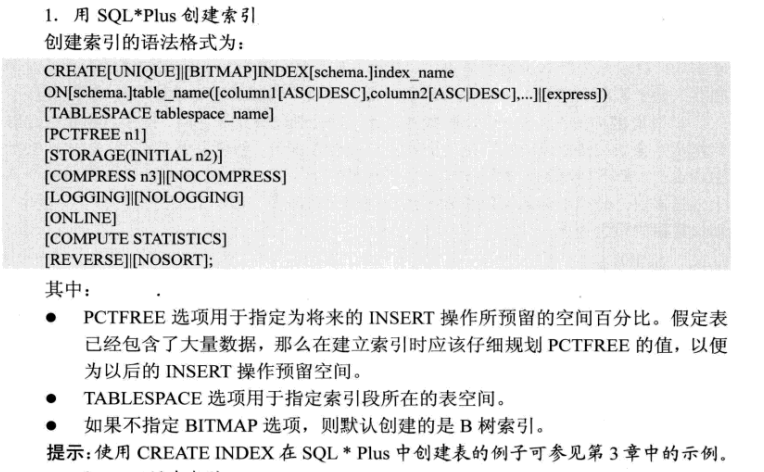 1. 用 SQL*Plus 创建索引
创建索引的语法格式为：
CREATE[UNIQUE]|[BITMAP]INDEX[schema.]index_name
ON[schema.]table_name([column1[ASC|DESC],column2[ASC|DESC],...]|[express])
[TABLESPACE tablespace_name]
[PCTFREE n1]
[STORAGE(INITIAL n2)]
[COMPRESS n3]|[NOCOMPRESS]
[LOGGING]|[NOLOGGING]
[ONLINE]
[COMPUTE STATISTICS]
[REVERSE]|[NOSORT];
其中：
● PCTFREE 选项用于指定为将来的 INSERT 操作所预留的空间百分比。假定表
已经包含了大量数据，那么在建立索引时应该仔细规划 PCTFREE 的值，以便
为以后的 INSERT 操作预留空间。
● TABLESPACE 选项用于指定索引段所在的表空间。
● 如果不指定 BITMAP 选项，则默认创建的是 B 树索引。
提示：使用 CREATE INDEX 在 SQL * Plus 中创建表的例子可参见第 3 章中的示例。